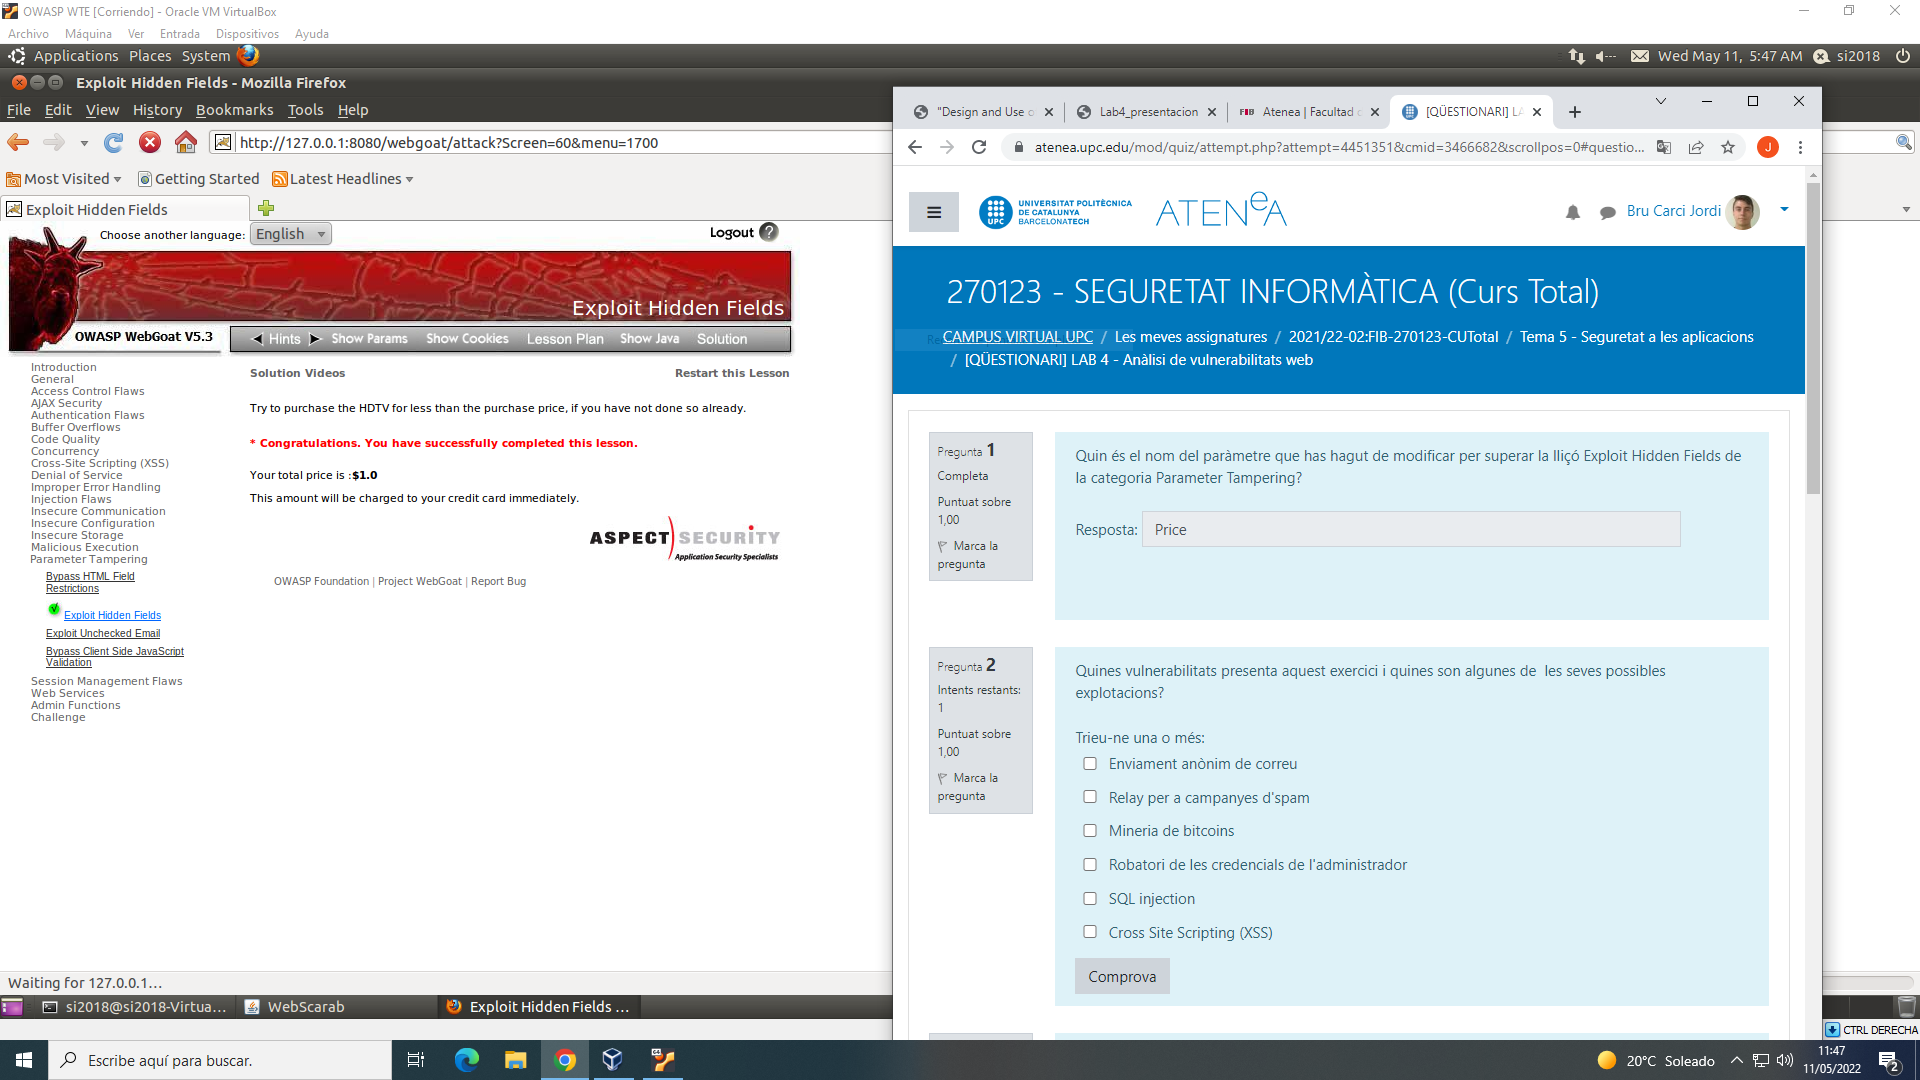 OWASP WTE [Corriendo] - Oracle VM VirtualBox
Archivo Máquina Ver Entrada Dispositivos Ayuda
Applications Places System
Wed May 11, 5:47 AM si2018
Exploit Hidden Fields - Mozilla Firefox
File Edit View History Bookmarks Tools Help
http://127.0.0.1:8080/webgoat/attack?Screen=60&menu=1700
Most Visited Getting Started Latest Headlines
Exploit Hidden Fields
Choose another language: English
Logout ?
Exploit Hidden Fields
OWASP WebGoat V5.3
Hints Show Params Show Cookies Lesson Plan Show Java Solution
Introduction
General
Access Control Flaws
AJAX Security
Authentication Flaws
Buffer Overflows
Code Quality
Concurrency
Cross-Site Scripting (XSS)
Denial of Service
Improper Error Handling
Injection Flaws
Insecure Communication
Insecure Configuration
Insecure Storage
Malicious Execution
Parameter Tampering
Bypass HTML Field
Restrictions
Exploit Hidden Fields
Exploit Unchecked Email
Bypass Client Side JavaScript
Validation
Session Management Flaws
Web Services
Admin Functions
Challenge
Solution Videos
Restart this Lesson
Try to purchase the HDTV for less than the purchase price, if you have not done so already.
* Congratulations. You have successfully completed this lesson.
Your total price is :$1.0
This amount will be charged to your credit card immediately.
ASPECT SECURITY
Application Security Specialists
OWASP Foundation | Project WebGoat | Report Bug
Waiting for 127.0.0.1...
si2018@si2018-Virtua... WebScarab Exploit Hidden Fields ...
"Design and Use o Lab4_presentacion FIB Atenea | Facultad d [QÜESTIONARI] LA
atenea.upc.edu/mod/quiz/attempt.php?attempt=4451351&cmid=3466682&scrollpos=0#questio...
J
UPC
UNIVERSITAT POLITÈCNICA
DE CATALUNYA
BARCELONATECH
ATENeA
Bru Carci Jordi
270123 - SEGURETAT INFORMÀTICA (Curs Total)
CAMPUS VIRTUAL UPC / Les meves assignatures / 2021/22-02:FIB-270123-CUTotal / Tema 5 - Seguretat a les aplicacions
/ [QÜESTIONARI] LAB 4 - Anàlisi de vulnerabilitats web
Pregunta 1
Completa
Puntuat sobre
1,00
Marca la
pregunta
Quin és el nom del paràmetre que has hagut de modificar per superar la lliçó Exploit Hidden Fields de
la categoria Parameter Tampering?
Resposta: Price
Pregunta 2
Intents restants:
1
Puntuat sobre
1,00
Marca la
pregunta
Quines vulnerabilitats presenta aquest exercici i quines son algunes de les seves possibles
explotacions?
Trieu-ne una o més:
Enviament anònim de correu
Relay per a campanyes d'spam
Mineria de bitcoins
Robatori de les credencials de l'administrador
SQL injection
Cross Site Scripting (XSS)
Comprova
CTRL DERECHA
Escribe aquí para buscar.
20°C Soleado
11:47
11/05/2022
2